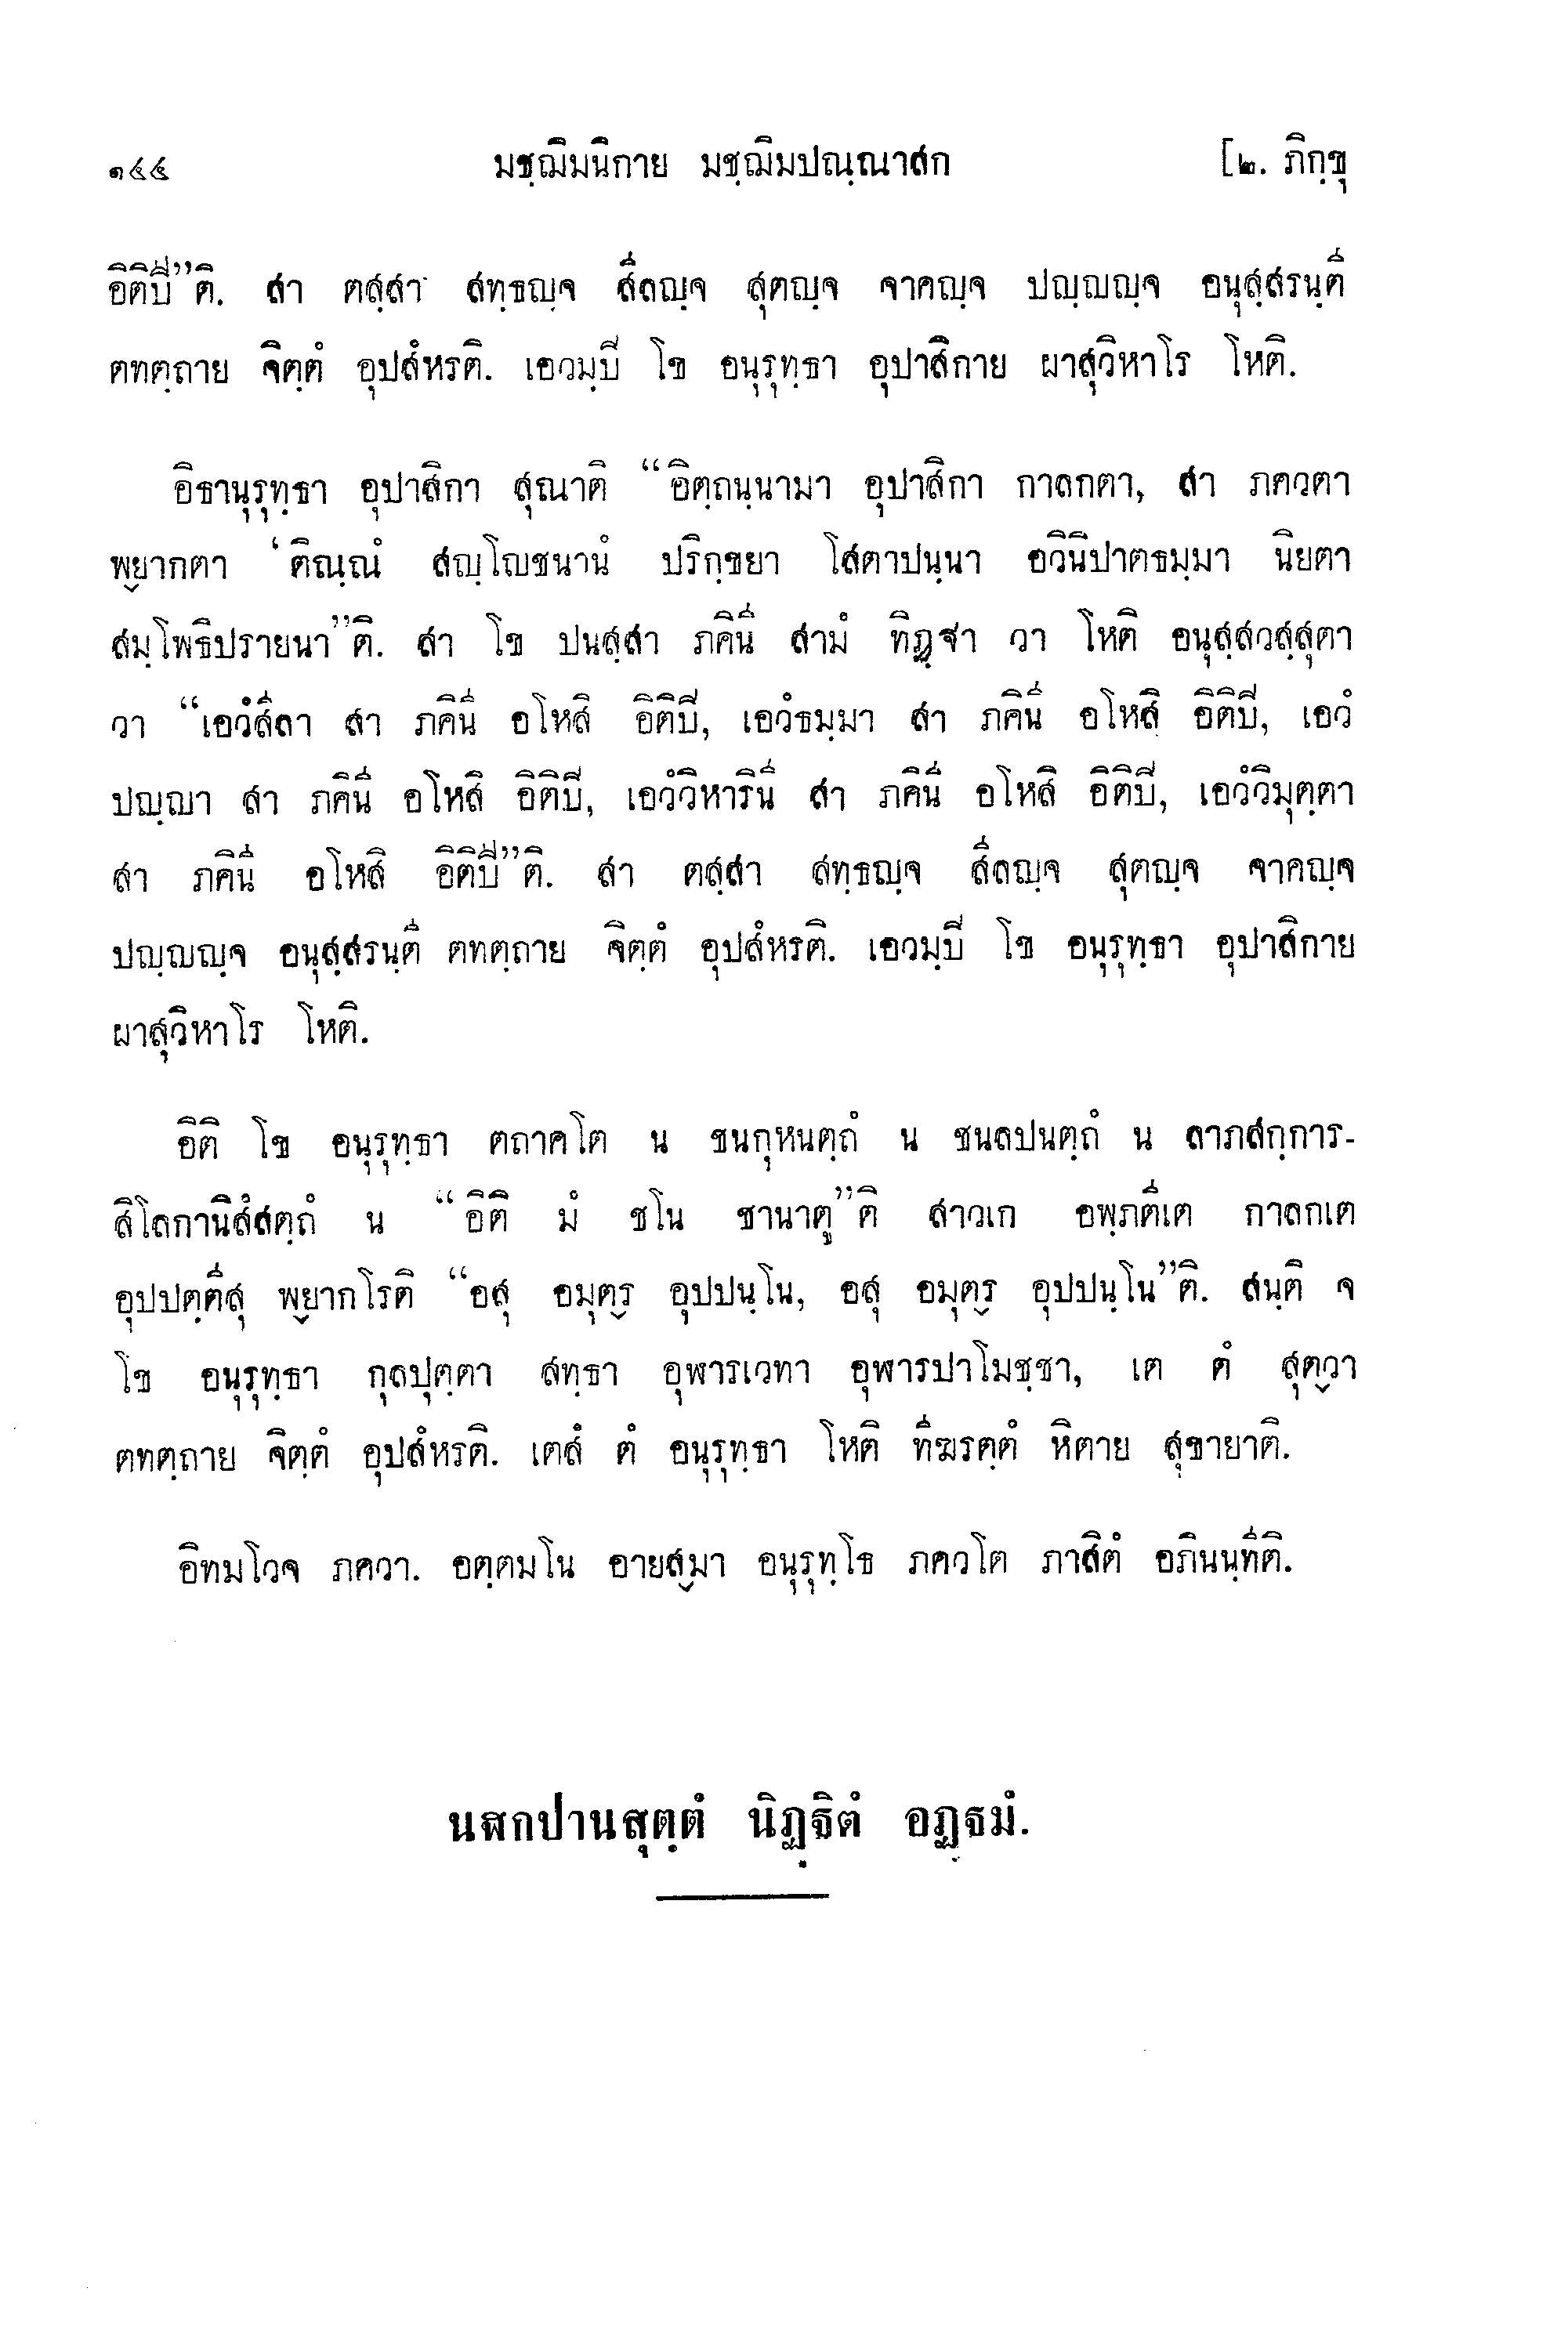 ๑๔๔ มชฺฌิมนิกาย มชฺฌิมปณฺณาสก [๒. ภิกฺขุ
อิติปี”ติ. สา ตสฺสา สทฺธญฺจ สีลญฺจ สุตญฺจ จาคญฺจ ปญฺญญฺจ อนุสฺสรนฺตี
ตทตฺถาย จิตฺตํ อุปสํหรติ. เอวมฺปี โข อนุรุทฺธา อุปาสิกาย ผาสุวิหาโร โหติ.
อิธานุรุทฺธา อุปาสิกา สุณาติ “อิตฺถนฺนามา อุปาสิกา กาลกตา, สา ภควตา
พฺยากตา ‘ติณฺณํ สญฺโญชนานํ ปริกฺขยา โสตาปนฺนา อวินิปาตธมฺมา นิยตา
สมฺโพธิปรายนา”ติ. สา โข ปนสฺสา ภคินี สามํ ทิฏฺฐา วา โหติ อนุสฺสวสฺสุตา
วา “เอวํสีลา สา ภคินี อโหสิ อิติปี, เอวํธมฺมา สา ภคินี อโหสิ อิติปี, เอวํ
ปญฺญา สา ภคินี อโหสิ อิติปี, เอวํวิหารินี สา ภคินี อโหสิ อิติปี, เอวํวิมุตฺตา
สา ภคินี อโหสิ อิติปี”ติ. สา ตสฺสา สทฺธญฺจ สีลญฺจ สุตญฺจ จาคญฺจ
ปญฺญญฺจ อนุสฺสรนฺตี ตทตฺถาย จิตฺตํ อุปสํหรติ. เอวมฺปี โข อนุรุทฺธา อุปาสิกาย
ผาสุวิหาโร โหติ.
อิติ โข อนุรุทฺธา ตถาคโต น ชนกุหนตฺถํ น ชนลปนตฺถํ น ลาภสกฺการ-
สิโลกานิสํสตฺถํ น “อิติ มํ ชโน ชานาตู”ติ สาวเก อพฺภตีเต กาลกเต
อุปปตฺตีสุ พฺยากโรติ “อสุ อมุตฺร อุปปนฺโน, อสุ อมุตฺร อุปปนฺโน”ติ. สนฺติ จ
โข อนุรุทฺธา กุลปุตฺตา สทฺธา อุฬารเวทา อุฬารปาโมชฺชา, เต ตํ สุตฺวา
ตทตฺถาย จิตฺตํ อุปสํหรติ. เตสํ ตํ อนุรุทฺธา โหติ ทีฆรตฺตํ หิตาย สุขายาติ.
อิทมโวจ ภควา. อตฺตมโน อายสฺมา อนุรุทฺโธ ภควโต ภาสิตํ อภินนฺทีติ.
นฬกปานสุตฺตํ นิฏฺฐิตํ อฏฺฐมํ.